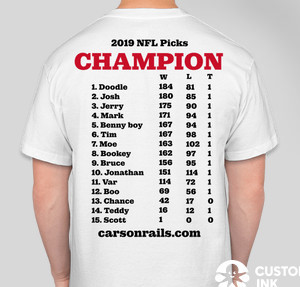 2019 NFL Picks
CHAMPION
W L T
1. Doodle 184 81 1
2. Josh 180 85 1
3. Jerry 175 90 1
4. Mark 171 94 1
5. Benny boy 167 94 1
6. Tim 167 98 1
7. Moe 163 102 1
8. Bookey 162 97 1
9. Bruce 156 95 1
10. Jonathan 151 114 1
11. Var 114 72 1
12. Boo 69 56 1
13. Chance 42 17 0
14. Teddy 16 12 1
15. Scott 1 0 0
carsonrails.com
CUSTOM
INK